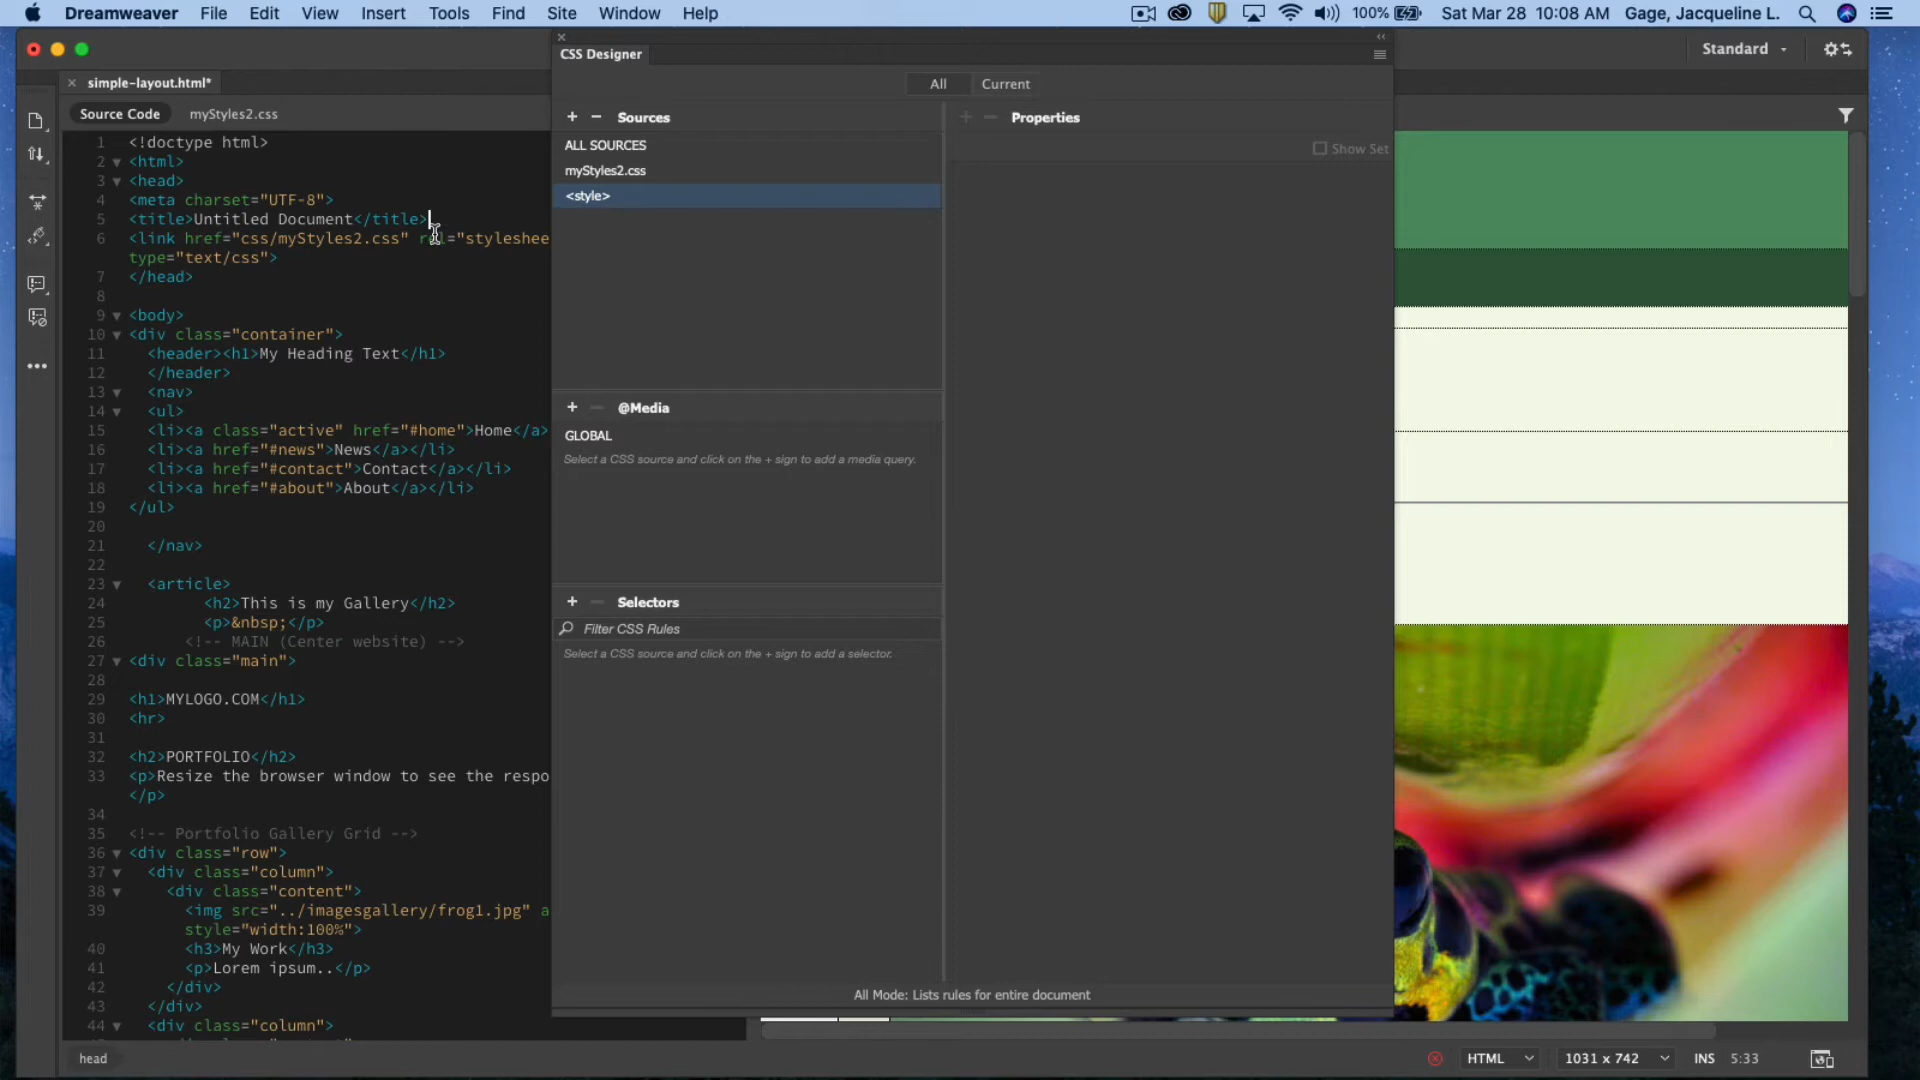 Dreamweaver File Edit View Insert Tools Find Site Window Help 100% Sat Mar 28 10:08 AM Gage, Jacqueline L.
CSS Designer
Standard
simple-layout.html*
All Current
Source Code myStyles2.css
Sources
Properties
ALL SOURCES
Show Set
myStyles2.css
<style>
1 <!doctype html>
2 <html>
3 <head>
4 <meta charset="UTF-8">
5 <title>Untitled Document</title>
6 <link href="css/myStyles2.css" rel="styleshee
type="text/css">
7 </head>
8
9 <body>
10 <div class="container">
11 <header><h1>My Heading Text</h1>
12 </header>
13 <nav>
14 <ul>
15 <li><a class="active" href="#home">Home</a>
16 <li><a href="#news">News</a></li>
17 <li><a href="#contact">Contact</a></li>
18 <li><a href="#about">About</a></li>
19 </ul>
20
21 </nav>
22
23 <article>
24 <h2>This is my Gallery</h2>
25 <p>&nbsp;</p>
26 <!-- MAIN (Center website) -->
27 <div class="main">
28
29 <h1>MYLOGO.COM</h1>
30 <hr>
31
32 <h2>PORTFOLIO</h2>
33 <p>Resize the browser window to see the respo
</p>
34
35 <!-- Portfolio Gallery Grid -->
36 <div class="row">
37 <div class="column">
38 <div class="content">
39 <img src="../imagesgallery/frog1.jpg" a
style="width:100%">
40 <h3>My Work</h3>
41 <p>Lorem ipsum..</p>
42 </div>
43 </div>
44 <div class="column">
@Media
GLOBAL
Select a CSS source and click on the + sign to add a media query.
Selectors
Filter CSS Rules
Select a CSS source and click on the + sign to add a selector.
All Mode: Lists rules for entire document
head
HTML 1031 x 742 INS 5:33